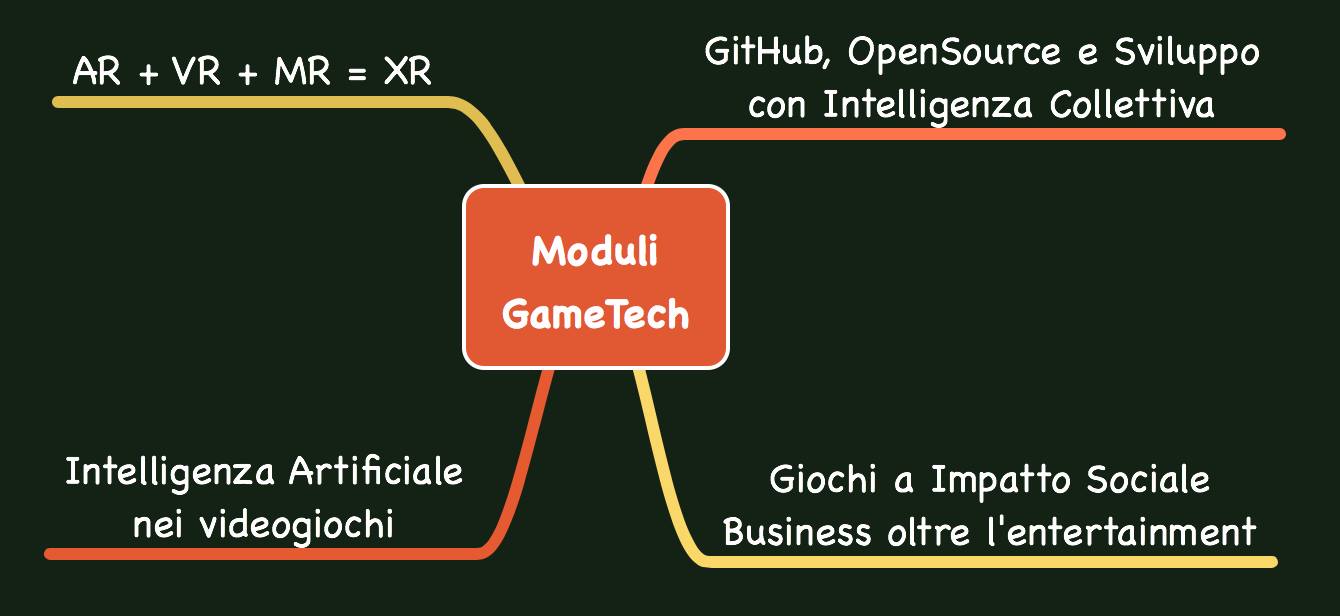 AR + VR + MR = XR
GitHub, OpenSource e Sviluppo
con Intelligenza Collettiva
Moduli
GameTech
Intelligenza Artificiale
nei videogiochi
Giochi a Impatto Sociale
Business oltre l'entertainment